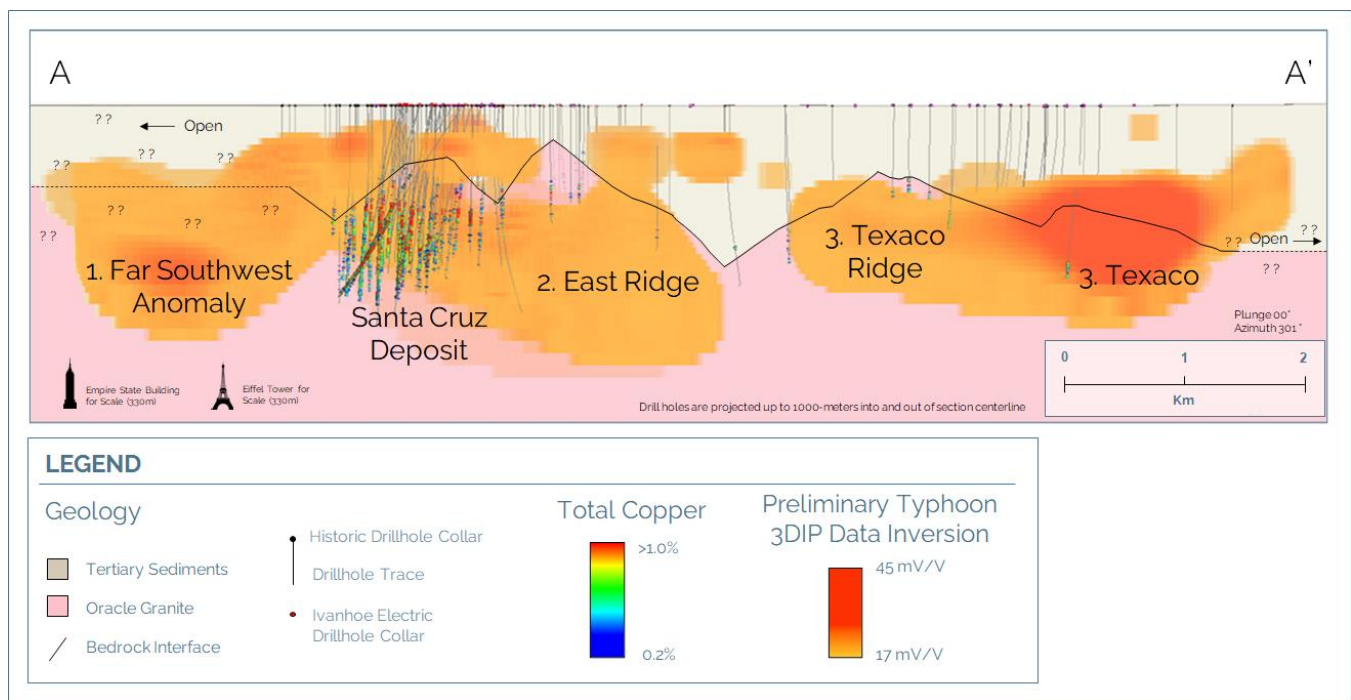 A
A'
? ?
Open
? ?
? ?
? ?
? ?
? ?
? ?
? ?
? ?
? ?
? ?
Open
? ?
1. Far Southwest
Anomaly
Santa Cruz
Deposit
2. East Ridge
3. Texaco
Ridge
3. Texaco
Plunge 00°
Azimuth 301 °
Empire State Building
for Scale (330m)
Eiffel Tower for
Scale (330m)
Drill holes are projected up to 1000-meters into and out of section centerline
0 1 2
Km
LEGEND
Geology
Tertiary Sediments
Oracle Granite
Bedrock Interface
Historic Drillhole Collar
Drillhole Trace
Ivanhoe Electric
Drillhole Collar
Total Copper
>1.0%
0.2%
Preliminary Typhoon
3DIP Data Inversion
45 mV/V
17 mV/V